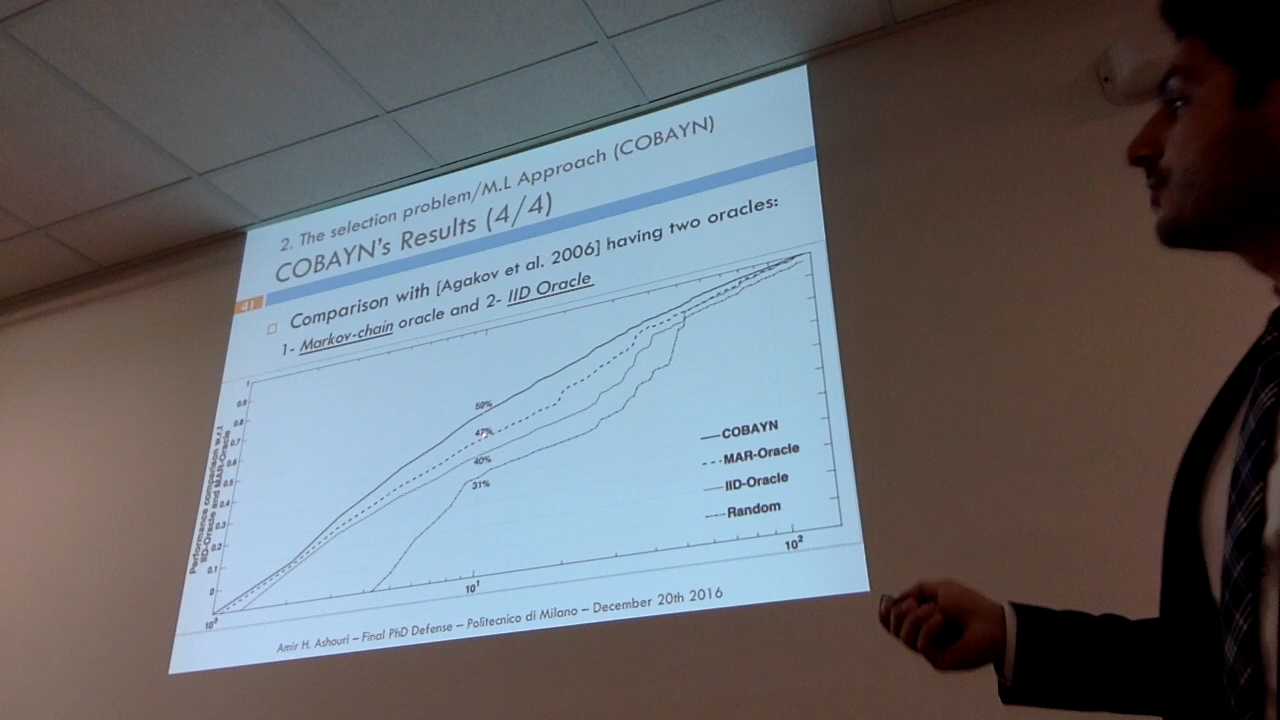 2. The selection problem/M.L Approach (COBAYN)
COBAYN's Results (4/4)
41
Comparison with [Agakov et al. 2006] having two oracles:
1- Markov-chain oracle and 2- IID Oracle
Performance comparison w.r.t
IID-Oracle and MAR-Oracle
1
0.9
0.8
0.7
0.6
0.5
0.4
0.3
0.2
0.1
0
59%
47%
40%
31%
COBAYN
MAR-Oracle
IID-Oracle
Random
10⁰
10¹
10²
Amir H. Ashouri – Final PhD Defense – Politecnico di Milano – December 20th 2016